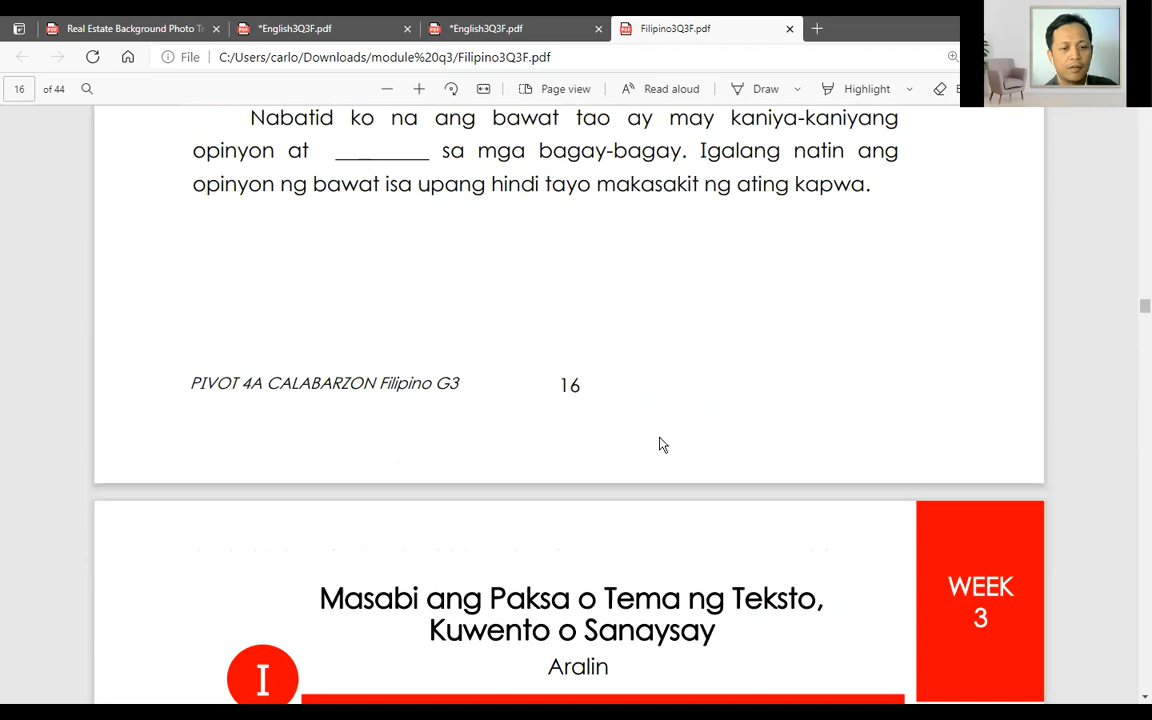 Real Estate Background Photo Tr
*English3Q3F.pdf
*English3Q3F.pdf
Filipino3Q3F.pdf
File
C:/Users/carlo/Downloads/module%20q3/Filipino3Q3F.pdf
16 of 44
Page view
Read aloud
Draw
Highlight
Nabatid ko na ang bawat tao ay may kaniya-kaniyang
opinyon at ________ sa mga bagay-bagay. Igalang natin ang
opinyon ng bawat isa upang hindi tayo makasakit ng ating kapwa.
PIVOT 4A CALABARZON Filipino G3
16
WEEK
3
Masabi ang Paksa o Tema ng Teksto,
Kuwento o Sanaysay
Aralin
I